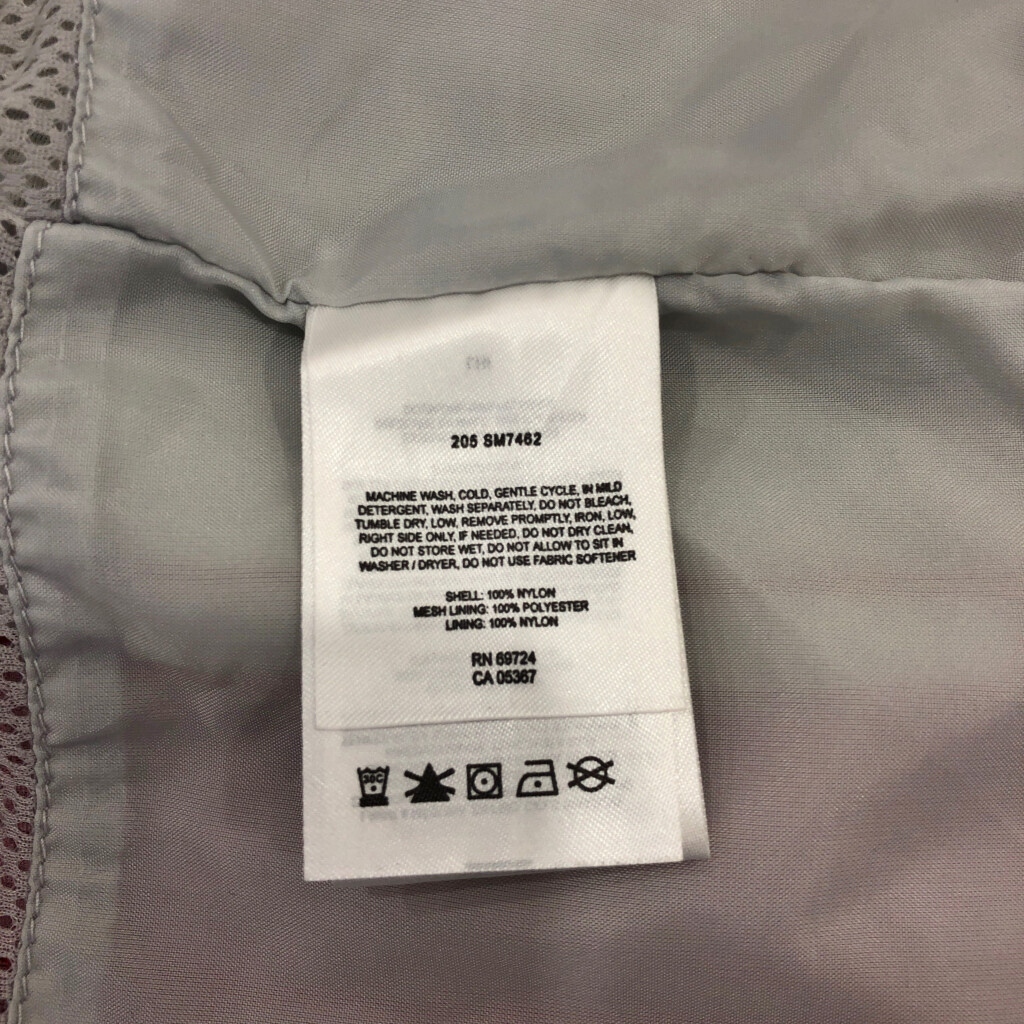 205 SM7462
MACHINE WASH, COLD, GENTLE CYCLE, IN MILD
DETERGENT, WASH SEPARATELY, DO NOT BLEACH,
TUMBLE DRY, LOW, REMOVE PROMPTLY, IRON, LOW,
RIGHT SIDE ONLY, IF NEEDED, DO NOT DRY CLEAN,
DO NOT STORE WET, DO NOT ALLOW TO SIT IN
WASHER / DRYER, DO NOT USE FABRIC SOFTENER
SHELL: 100% NYLON
MESH LINING: 100% POLYESTER
LINING: 100% NYLON
RN 69724
CA 05367
30C